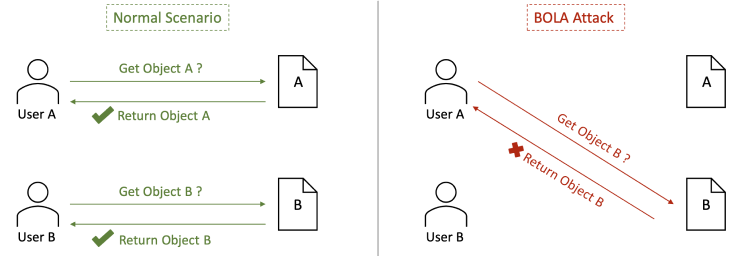 Normal Scenario
Get Object A ?
A
Return Object A
User A
Get Object B ?
B
Return Object B
User B
BOLA Attack
A
User A
Get Object B ?
Return Object B
B
User B